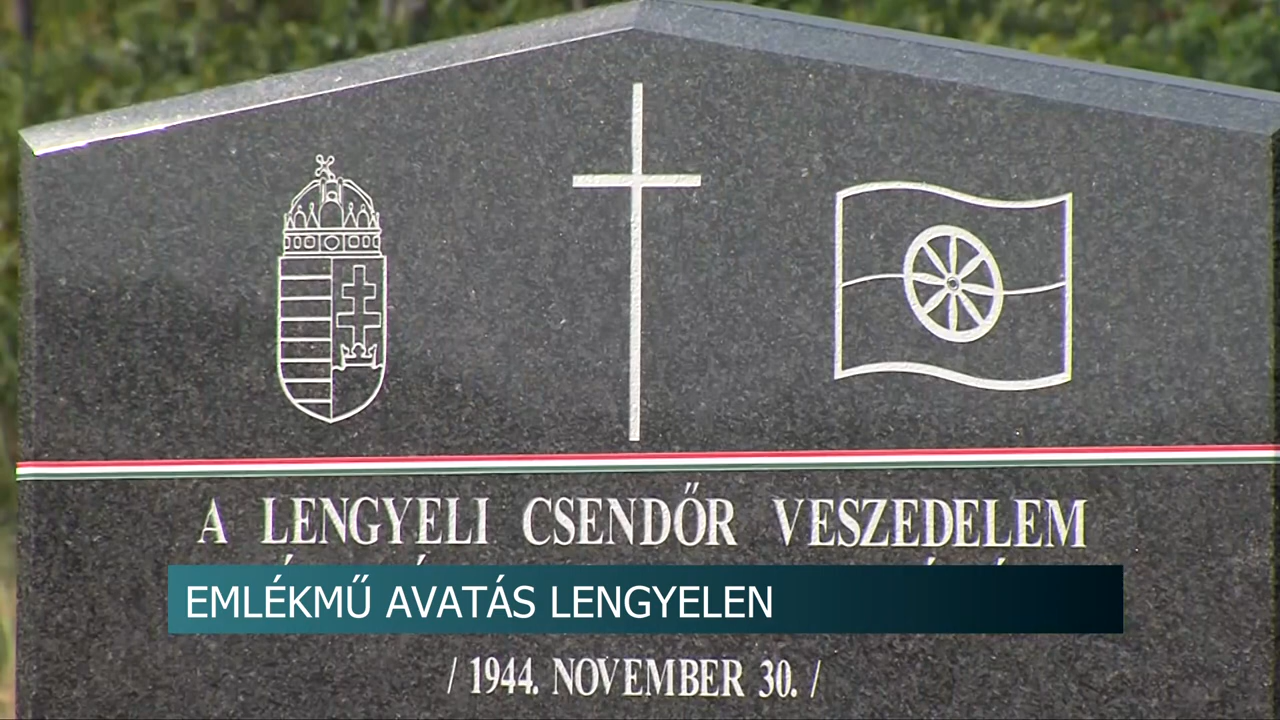 A LENGYELI CSENDŐR VESZEDELEM
EMLÉKMŰ AVATÁS LENGYELEN
/ 1944. NOVEMBER 30. /